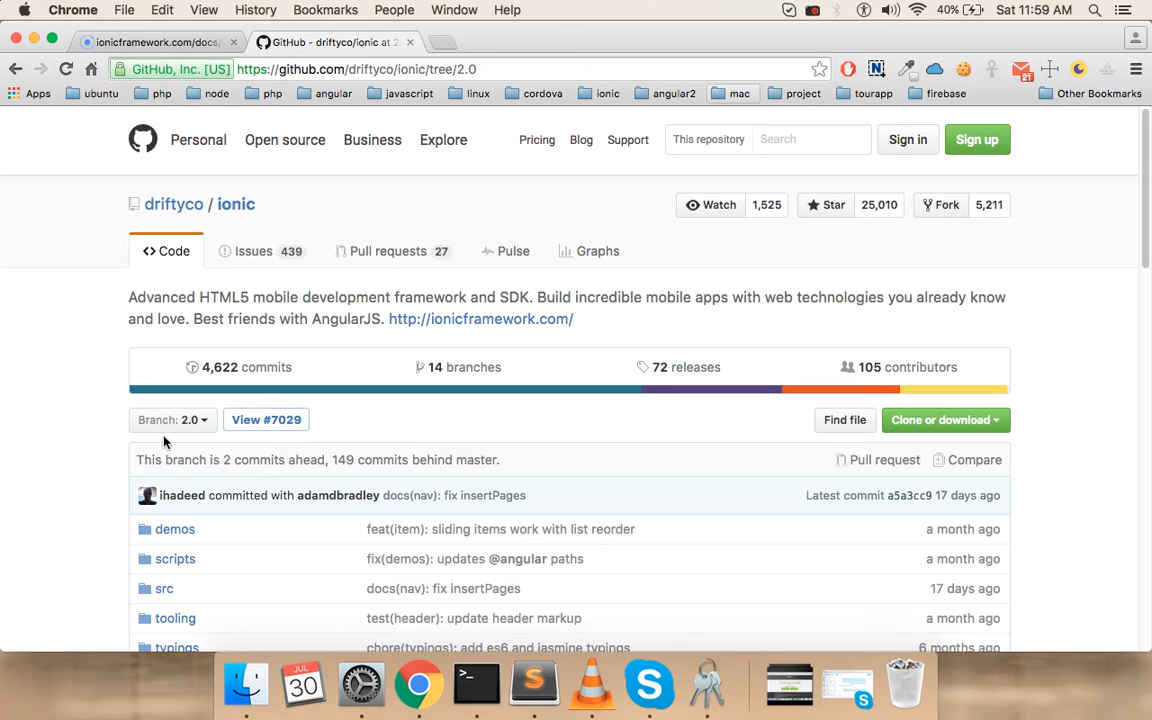 Chrome File Edit View History Bookmarks People Window Help 40% Sat 11:59 AM
ionicframework.com/docs/ × GitHub - driftyco/ionic at 2 ×
GitHub, Inc. [US] https://github.com/driftyco/ionic/tree/2.0 21
Apps ubuntu php node php angular javascript linux cordova ionic angular2 mac project tourapp firebase Other Bookmarks
Personal Open source Business Explore Pricing Blog Support This repository Search Sign in Sign up
driftyco / ionic Watch 1,525 Star 25,010 Fork 5,211
<> Code Issues 439 Pull requests 27 Pulse Graphs
Advanced HTML5 mobile development framework and SDK. Build incredible mobile apps with web technologies you already know
and love. Best friends with AngularJS. http://ionicframework.com/
4,622 commits 14 branches 72 releases 105 contributors
Branch: 2.0 View #7029 Find file Clone or download
This branch is 2 commits ahead, 149 commits behind master. Pull request Compare
ihadeed committed with adamdbradley docs(nav): fix insertPages Latest commit a5a3cc9 17 days ago
demos feat(item): sliding items work with list reorder a month ago
scripts fix(demos): updates @angular paths a month ago
src docs(nav): fix insertPages 17 days ago
tooling test(header): update header markup a month ago
typings chore(typings): add es6 and jasmine typings 6 months ago
JUL
30